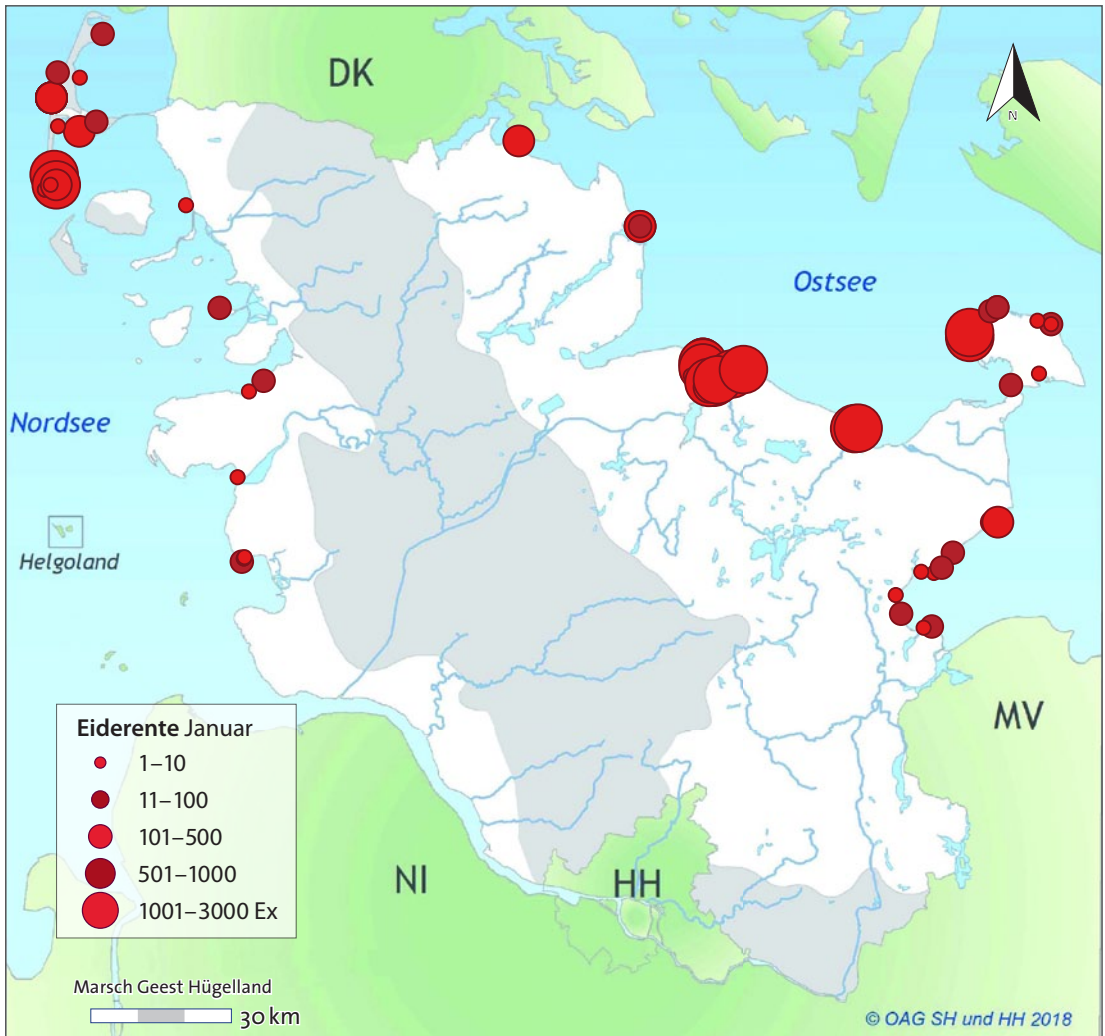 DK
N
Ostsee
Nordsee
Helgoland
MV
Eiderente Januar
1–10
11–100
101–500
501–1000
1001–3000 Ex
NI
HH
Marsch Geest Hügelland
30 km
© OAG SH und HH 2018